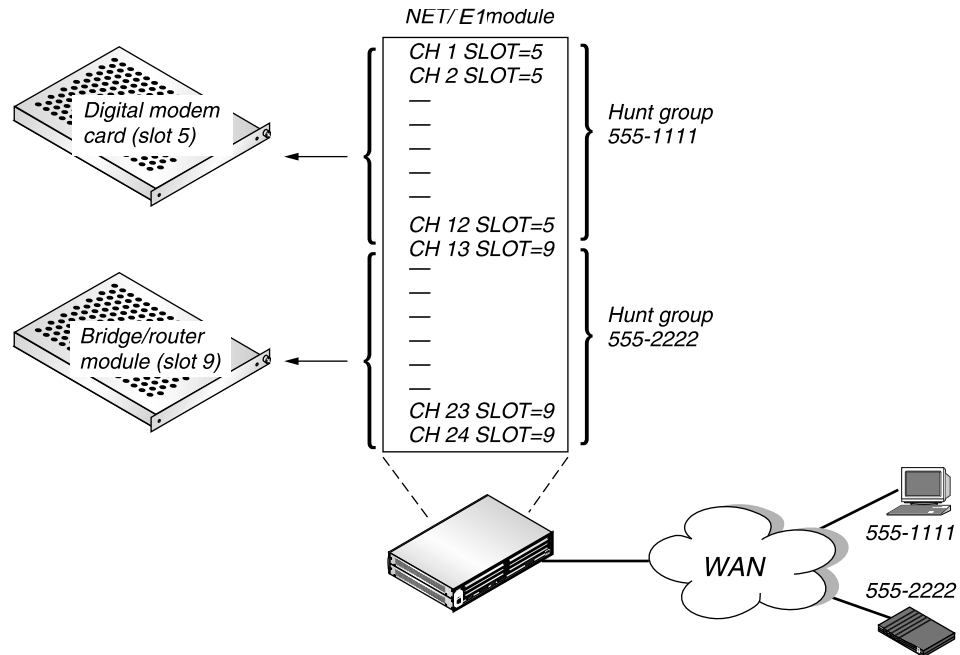 NET/E1module
CH 1 SLOT=5
CH 2 SLOT=5
CH 12 SLOT=5
CH 13 SLOT=9
CH 23 SLOT=9
CH 24 SLOT=9
Digital modem
card (slot 5)
Bridge/router
module (slot 9)
Hunt group
555-1111
Hunt group
555-2222
WAN
555-1111
555-2222